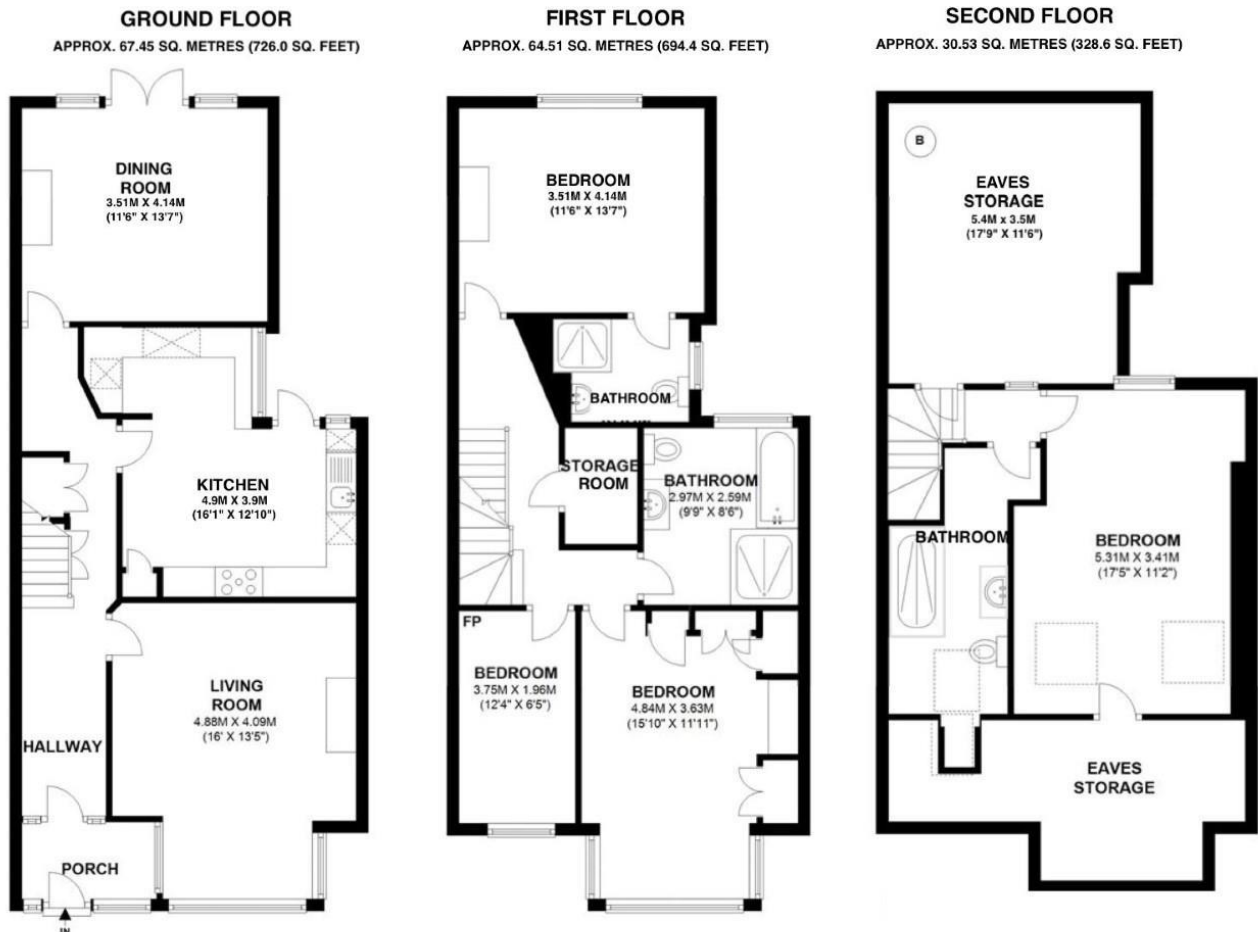 GROUND FLOOR
APPROX. 67.45 SQ. METRES (726.0 SQ. FEET)
DINING
ROOM
3.51M X 4.14M
(11'6" X 13'7")
KITCHEN
4.9M X 3.9M
(16'1" X 12'10")
LIVING
ROOM
4.88M X 4.09M
(16' X 13'5")
HALLWAY
PORCH
IN
FIRST FLOOR
APPROX. 64.51 SQ. METRES (694.4 SQ. FEET)
BEDROOM
3.51M X 4.14M
(11'6" X 13'7")
BATHROOM
STORAGE
ROOM
BATHROOM
2.97M X 2.59M
(9'9" X 8'6")
FP
BEDROOM
3.75M X 1.96M
(12'4" X 6'5")
BEDROOM
4.84M X 3.63M
(15'10" X 11'11")
SECOND FLOOR
APPROX. 30.53 SQ. METRES (328.6 SQ. FEET)
B
EAVES
STORAGE
5.4M x 3.5M
(17'9" X 11'6")
BATHROOM
BEDROOM
5.31M X 3.41M
(17'5" X 11'2")
EAVES
STORAGE